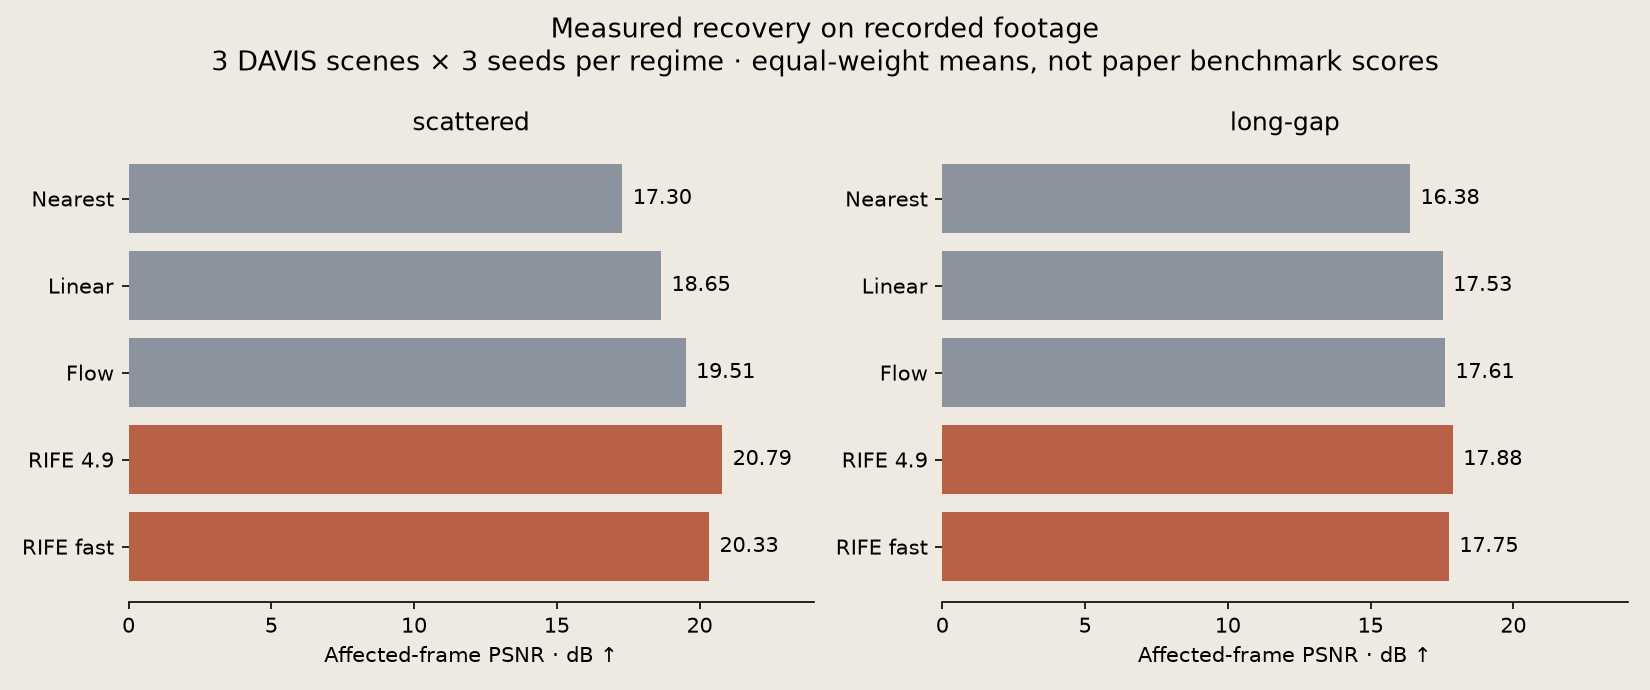 Measured recovery on recorded footage
3 DAVIS scenes × 3 seeds per regime · equal-weight means, not paper benchmark scores
scattered
Nearest 17.30
Linear 18.65
Flow 19.51
RIFE 4.9 20.79
RIFE fast 20.33
0 5 10 15 20
Affected-frame PSNR · dB ↑
long-gap
Nearest 16.38
Linear 17.53
Flow 17.61
RIFE 4.9 17.88
RIFE fast 17.75
0 5 10 15 20
Affected-frame PSNR · dB ↑